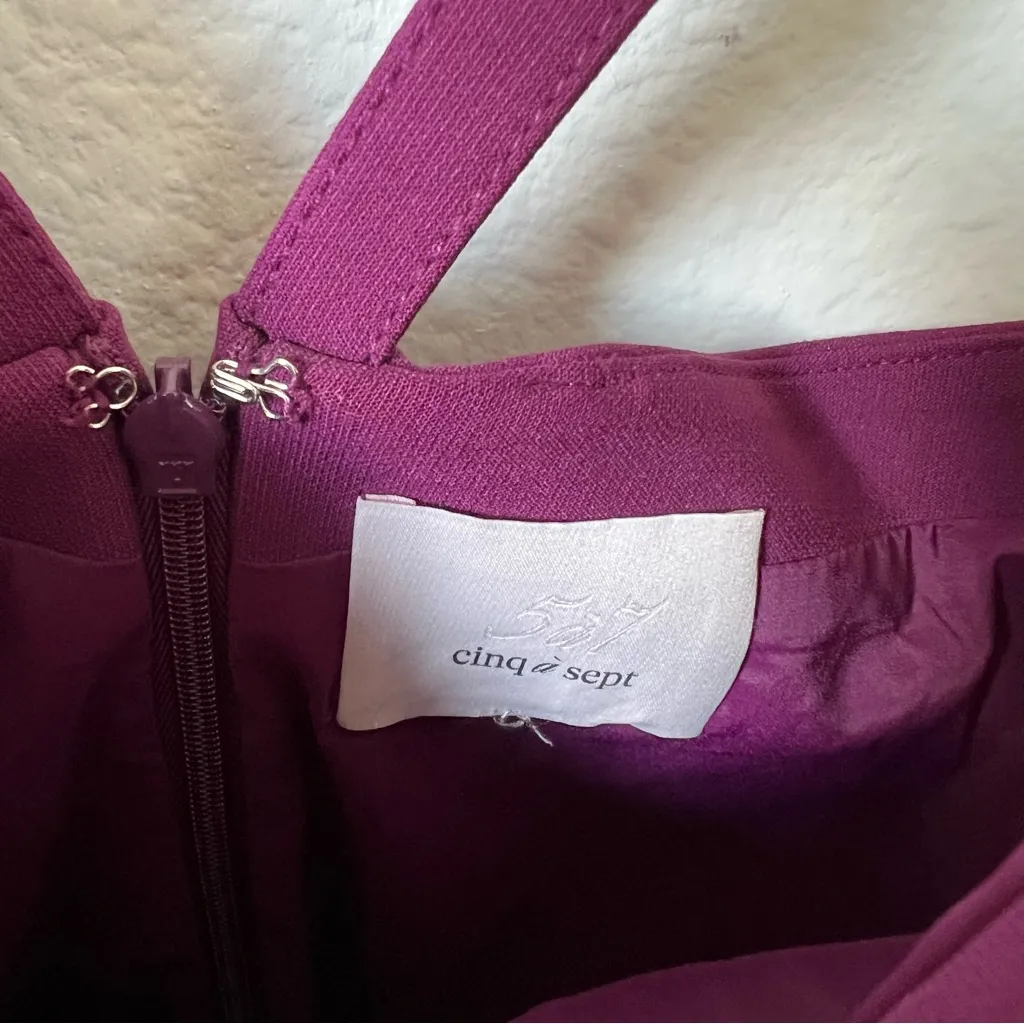 5à7
cinq à sept